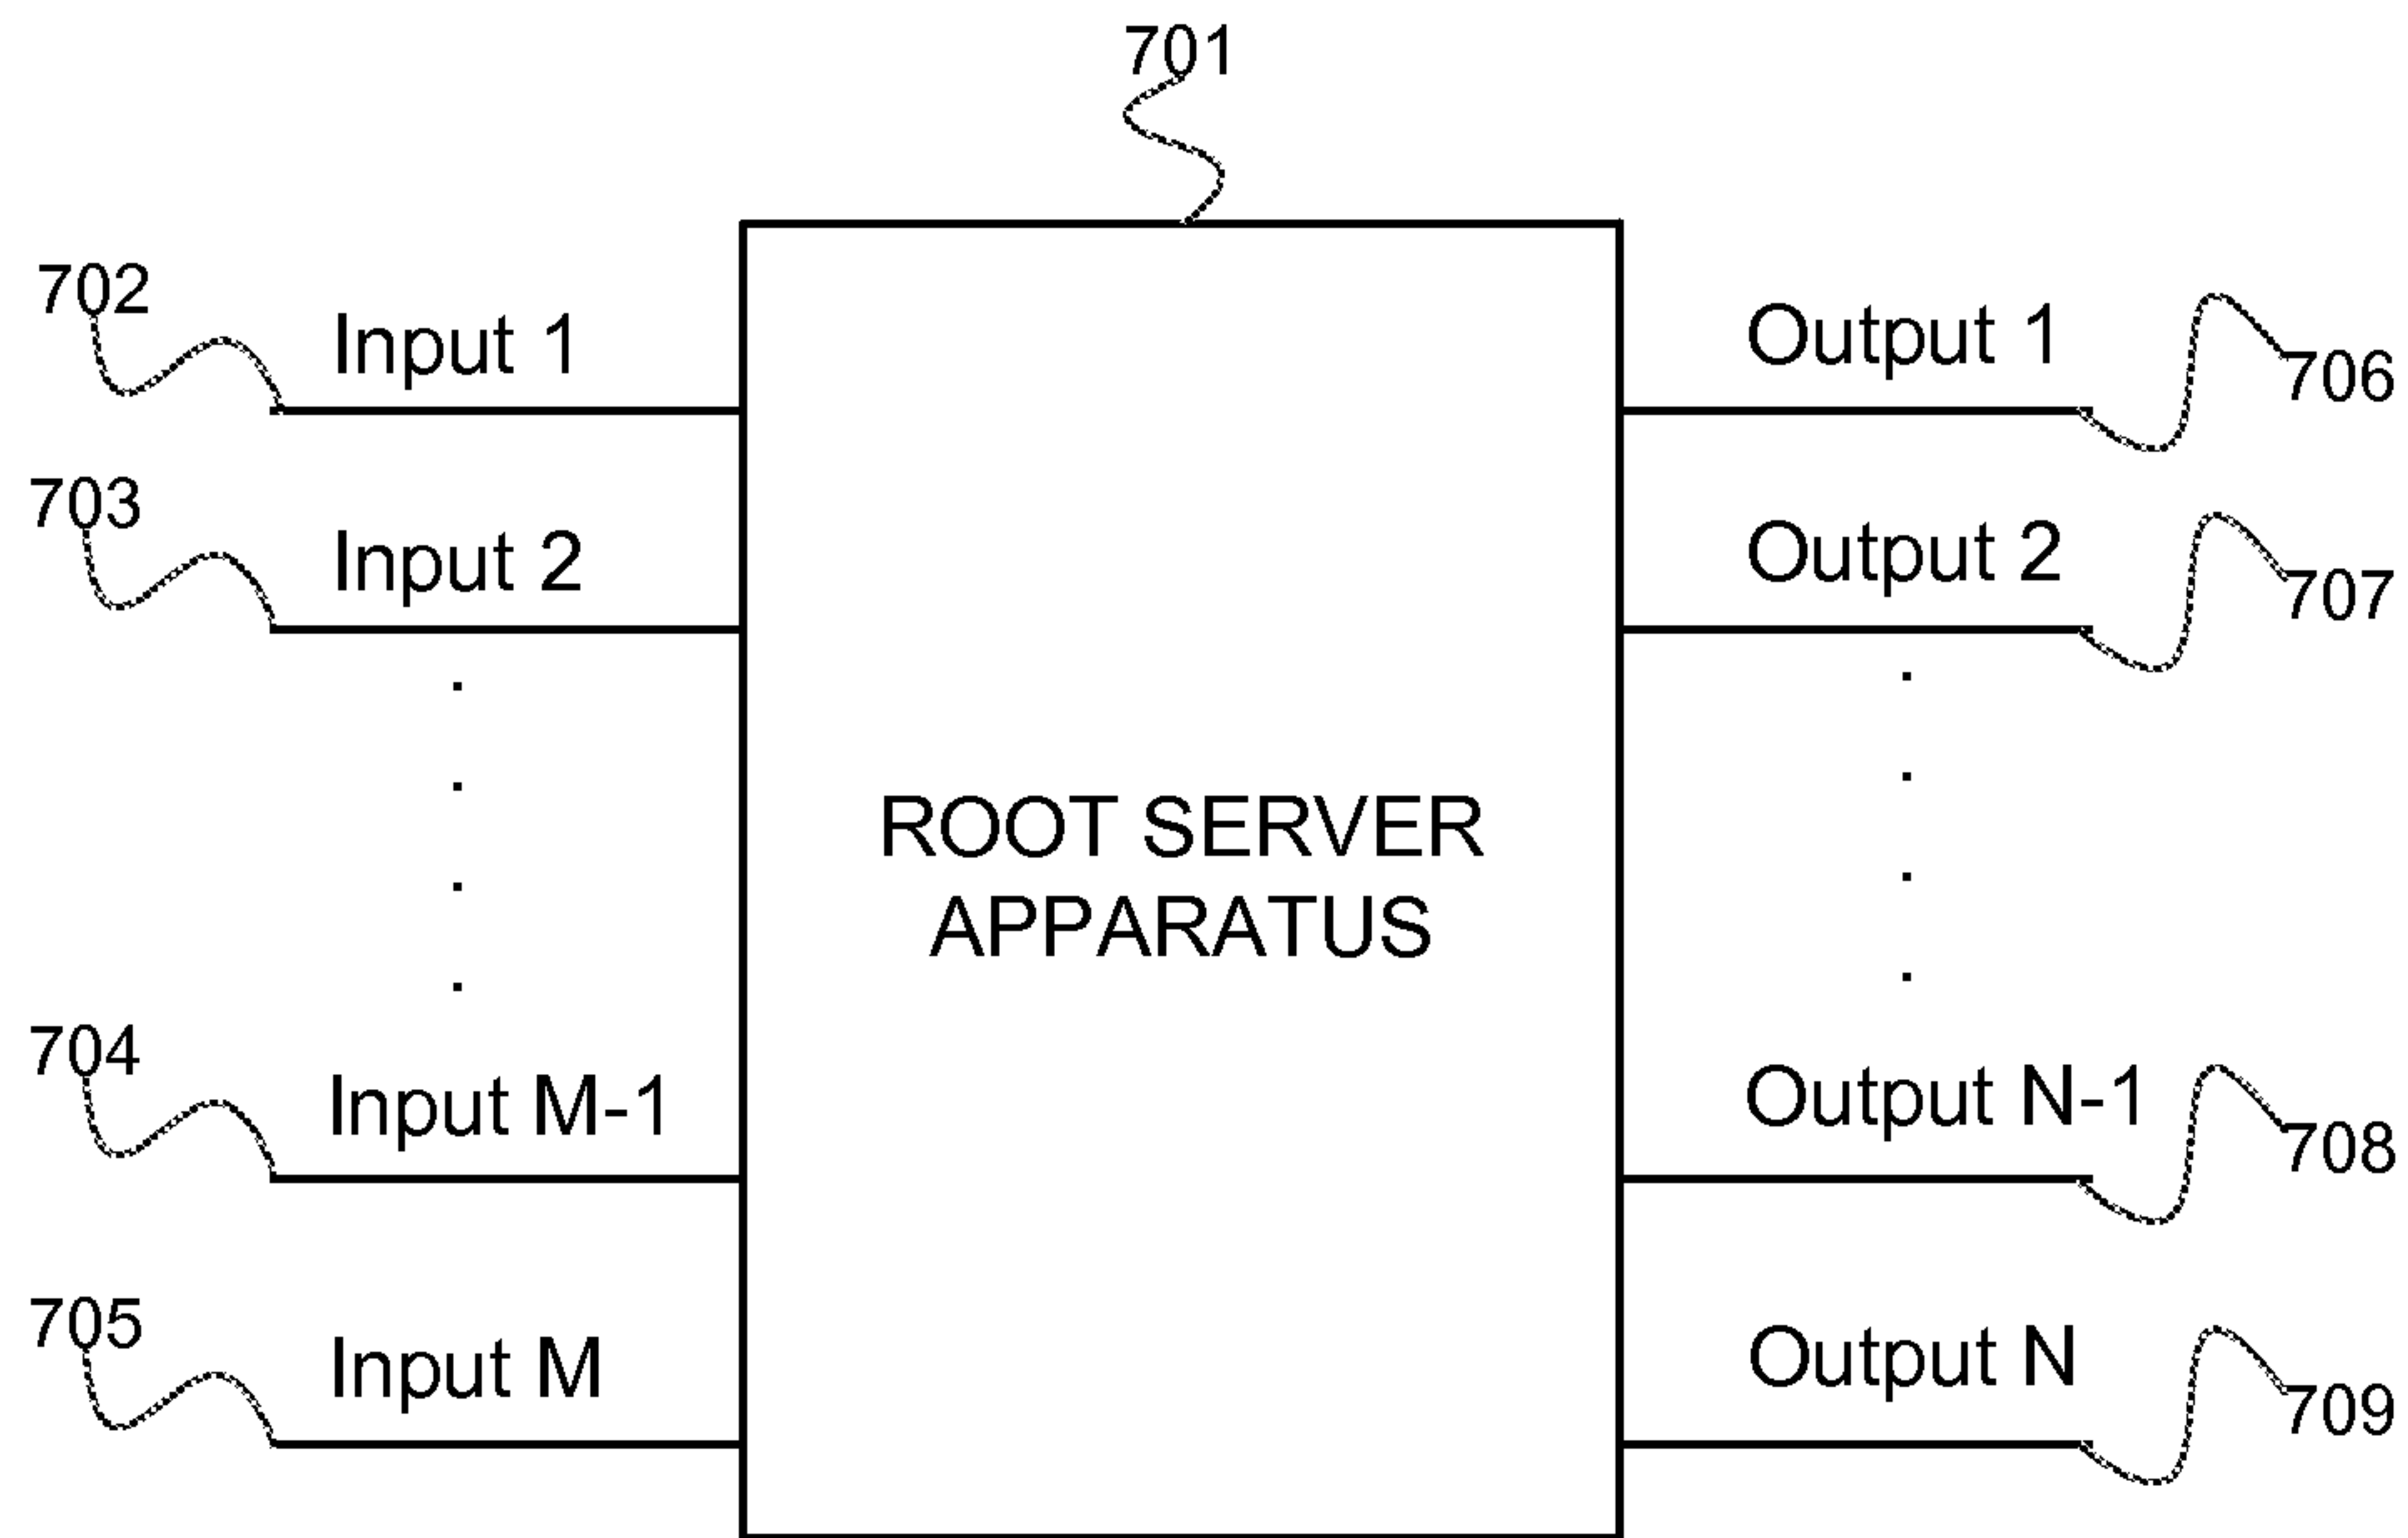 701
702
Input 1
Output 1
706
703
Input 2
Output 2
707
ROOT SERVER
APPARATUS
704
Input M-1
Output N-1
708
705
Input M
Output N
709